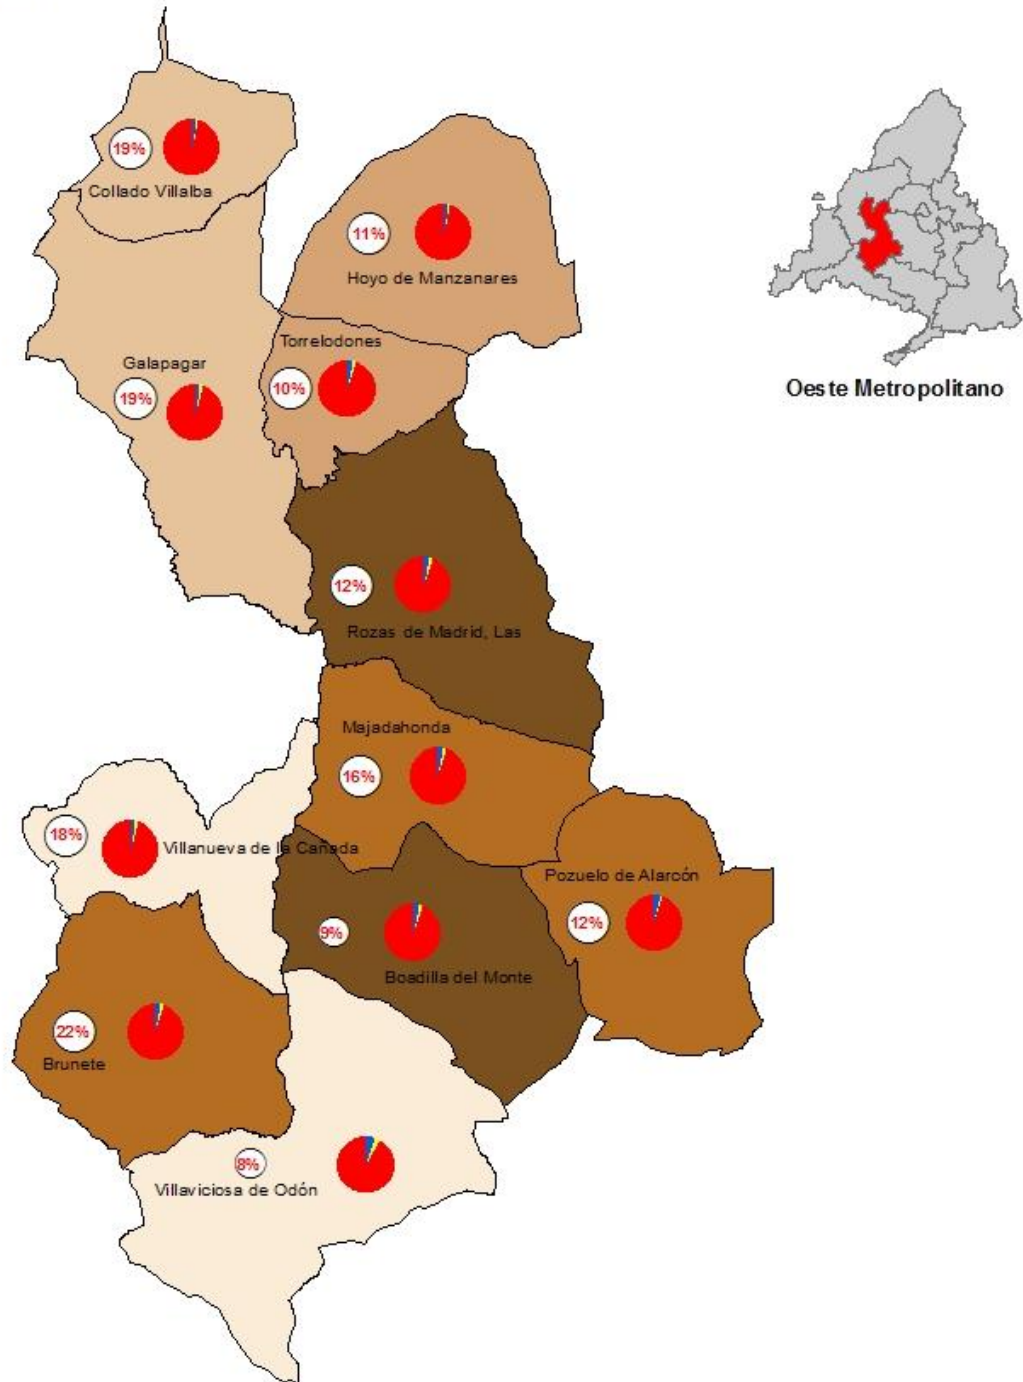 19%
Collado Villalba
11%
Hoyo de Manzanares
Torrelodones
10%
Galapagar
19%
Oeste Metropolitano
12%
Rozas de Madrid, Las
Majadahonda
16%
18%
Villanueva de la Cañada
Pozuelo de Alarcón
12%
9%
Boadilla del Monte
22%
Brunete
8%
Villaviciosa de Odón